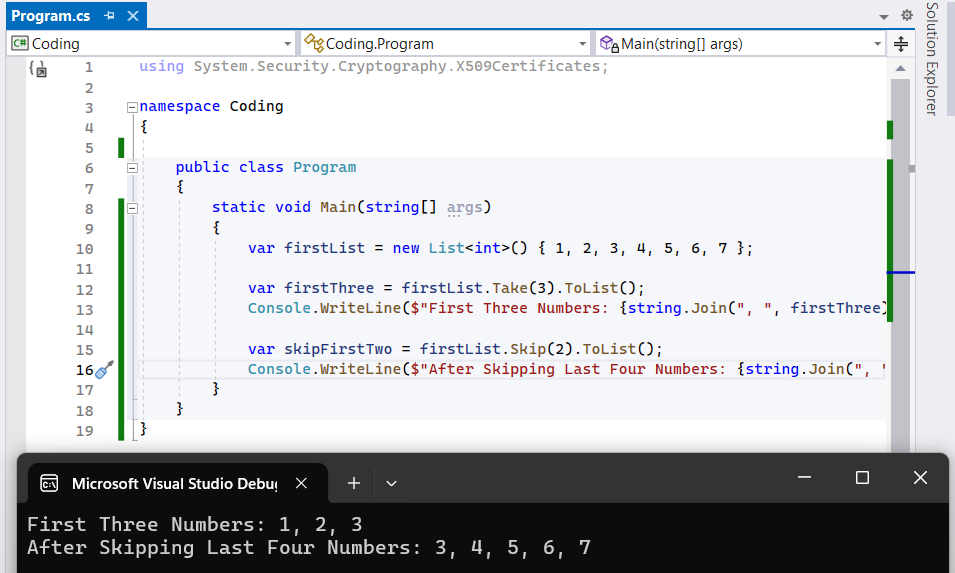 Program.cs
Solution Explorer
C# Coding
Coding.Program
Main(string[] args)
1 using System.Security.Cryptography.X509Certificates;
2
3 namespace Coding
4 {
5
6 public class Program
7 {
8 static void Main(string[] args)
9 {
10 var firstList = new List<int>() { 1, 2, 3, 4, 5, 6, 7 };
11
12 var firstThree = firstList.Take(3).ToList();
13 Console.WriteLine($"First Three Numbers: {string.Join(", ", firstThree)
14
15 var skipFirstTwo = firstList.Skip(2).ToList();
16 Console.WriteLine($"After Skipping Last Four Numbers: {string.Join(", "
17 }
18 }
19 }
Microsoft Visual Studio Debug
First Three Numbers: 1, 2, 3
After Skipping Last Four Numbers: 3, 4, 5, 6, 7